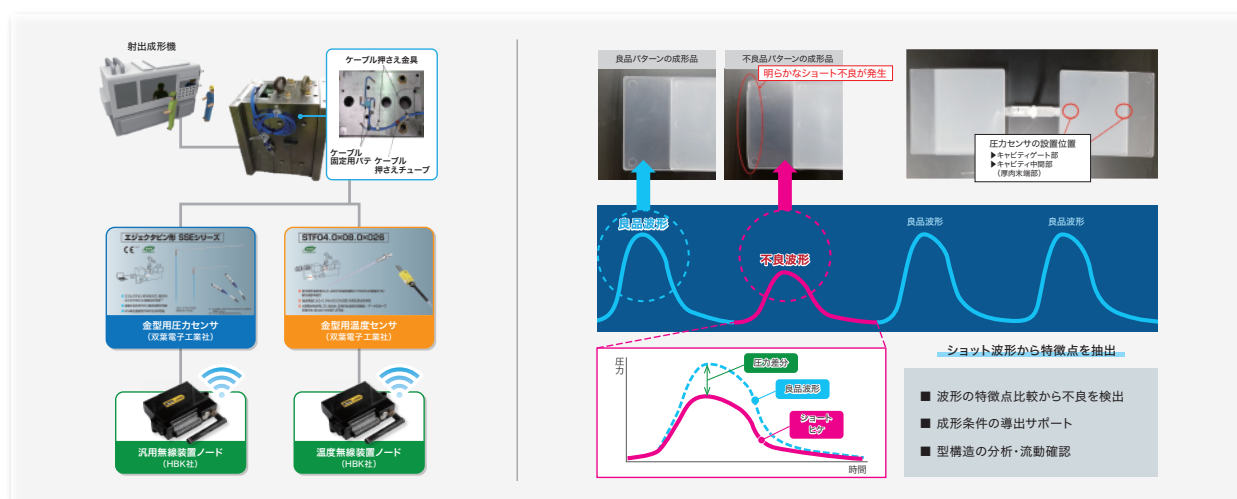 射出成形機
ケーブル押さえ金具
ケーブル
固定用パテ
ケーブル
押さえチューブ
エジェクタピン形 SSEシリーズ
CE
STF04.0×08.0×026
金型用圧力センサ
(双葉電子工業社)
金型用温度センサ
(双葉電子工業社)
汎用無線装置ノード
(HBK社)
温度無線装置ノード
(HBK社)
良品パターンの成形品
不良品パターンの成形品
明らかなショート不良が発生
圧力センサの設置位置
▶キャビティゲート部
▶キャビティ中間部
(厚肉末端部)
良品波形
不良波形
良品波形
良品波形
圧力
圧力差分
良品波形
ショート
ヒケ
時間
ショット波形から特徴点を抽出
■ 波形の特徴点比較から不良を検出
■ 成形条件の導出サポート
■ 型構造の分析・流動確認